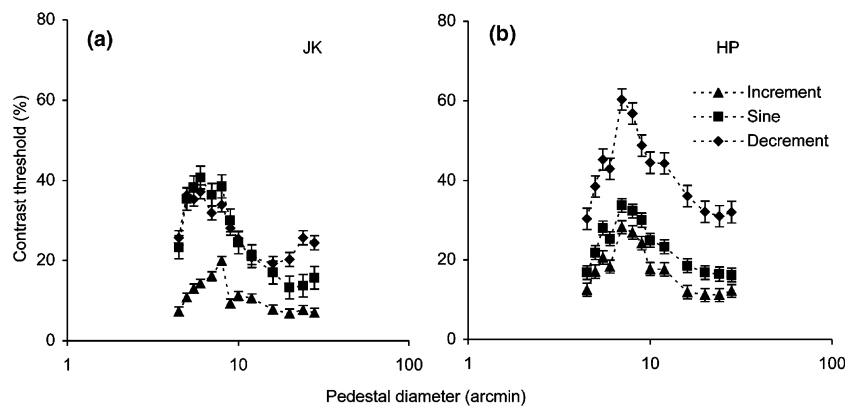 (a)
JK
80
60
40
20
0
1
10
100
Contrast threshold (%)
(b)
HP
80
60
40
20
0
1
10
100
Increment
Sine
Decrement
Pedestal diameter (arcmin)